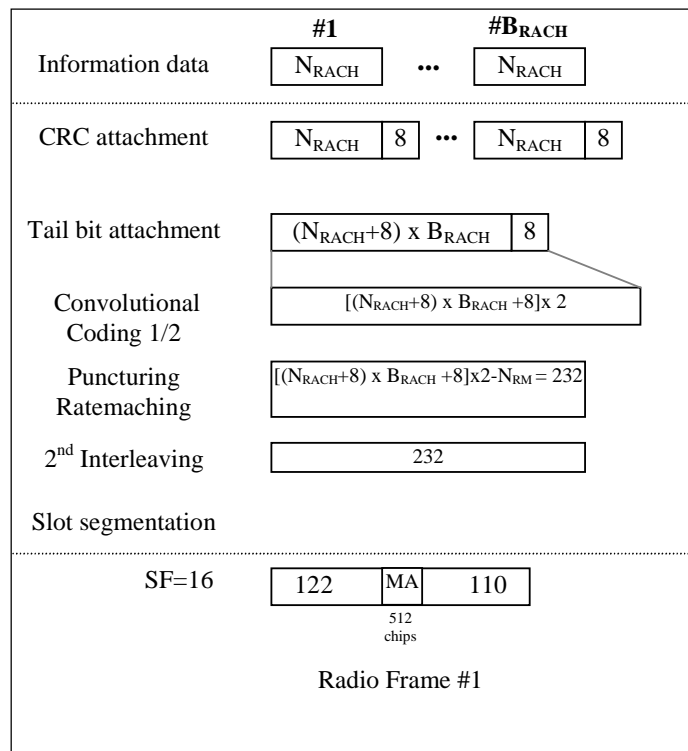 #1 #B_RACH
Information data N_RACH ... N_RACH
CRC attachment N_RACH 8 ... N_RACH 8
Tail bit attachment (N_RACH+8) x B_RACH 8
Convolutional
Coding 1/2
[(N_RACH+8) x B_RACH +8]x 2
Puncturing
Ratemaching
[(N_RACH+8) x B_RACH +8]x2-N_RM = 232
2nd Interleaving 232
Slot segmentation
SF=16 122 MA 110
512
chips
Radio Frame #1